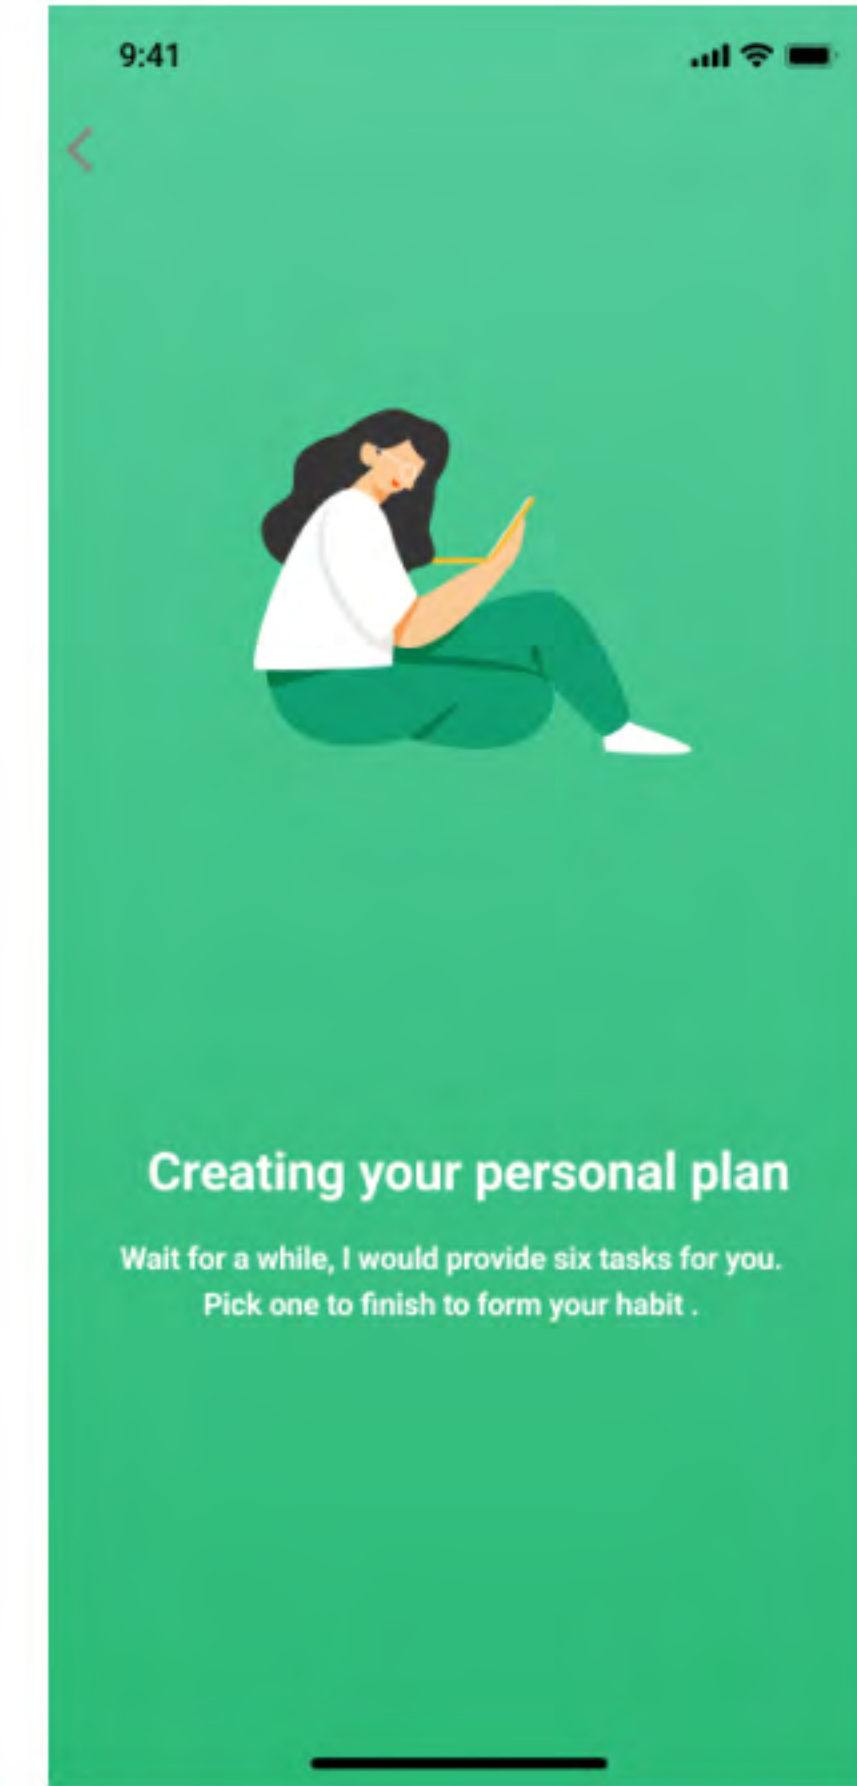 9:41
Creating your personal plan
Wait for a while, I would provide six tasks for you.
Pick one to finish to form your habit .